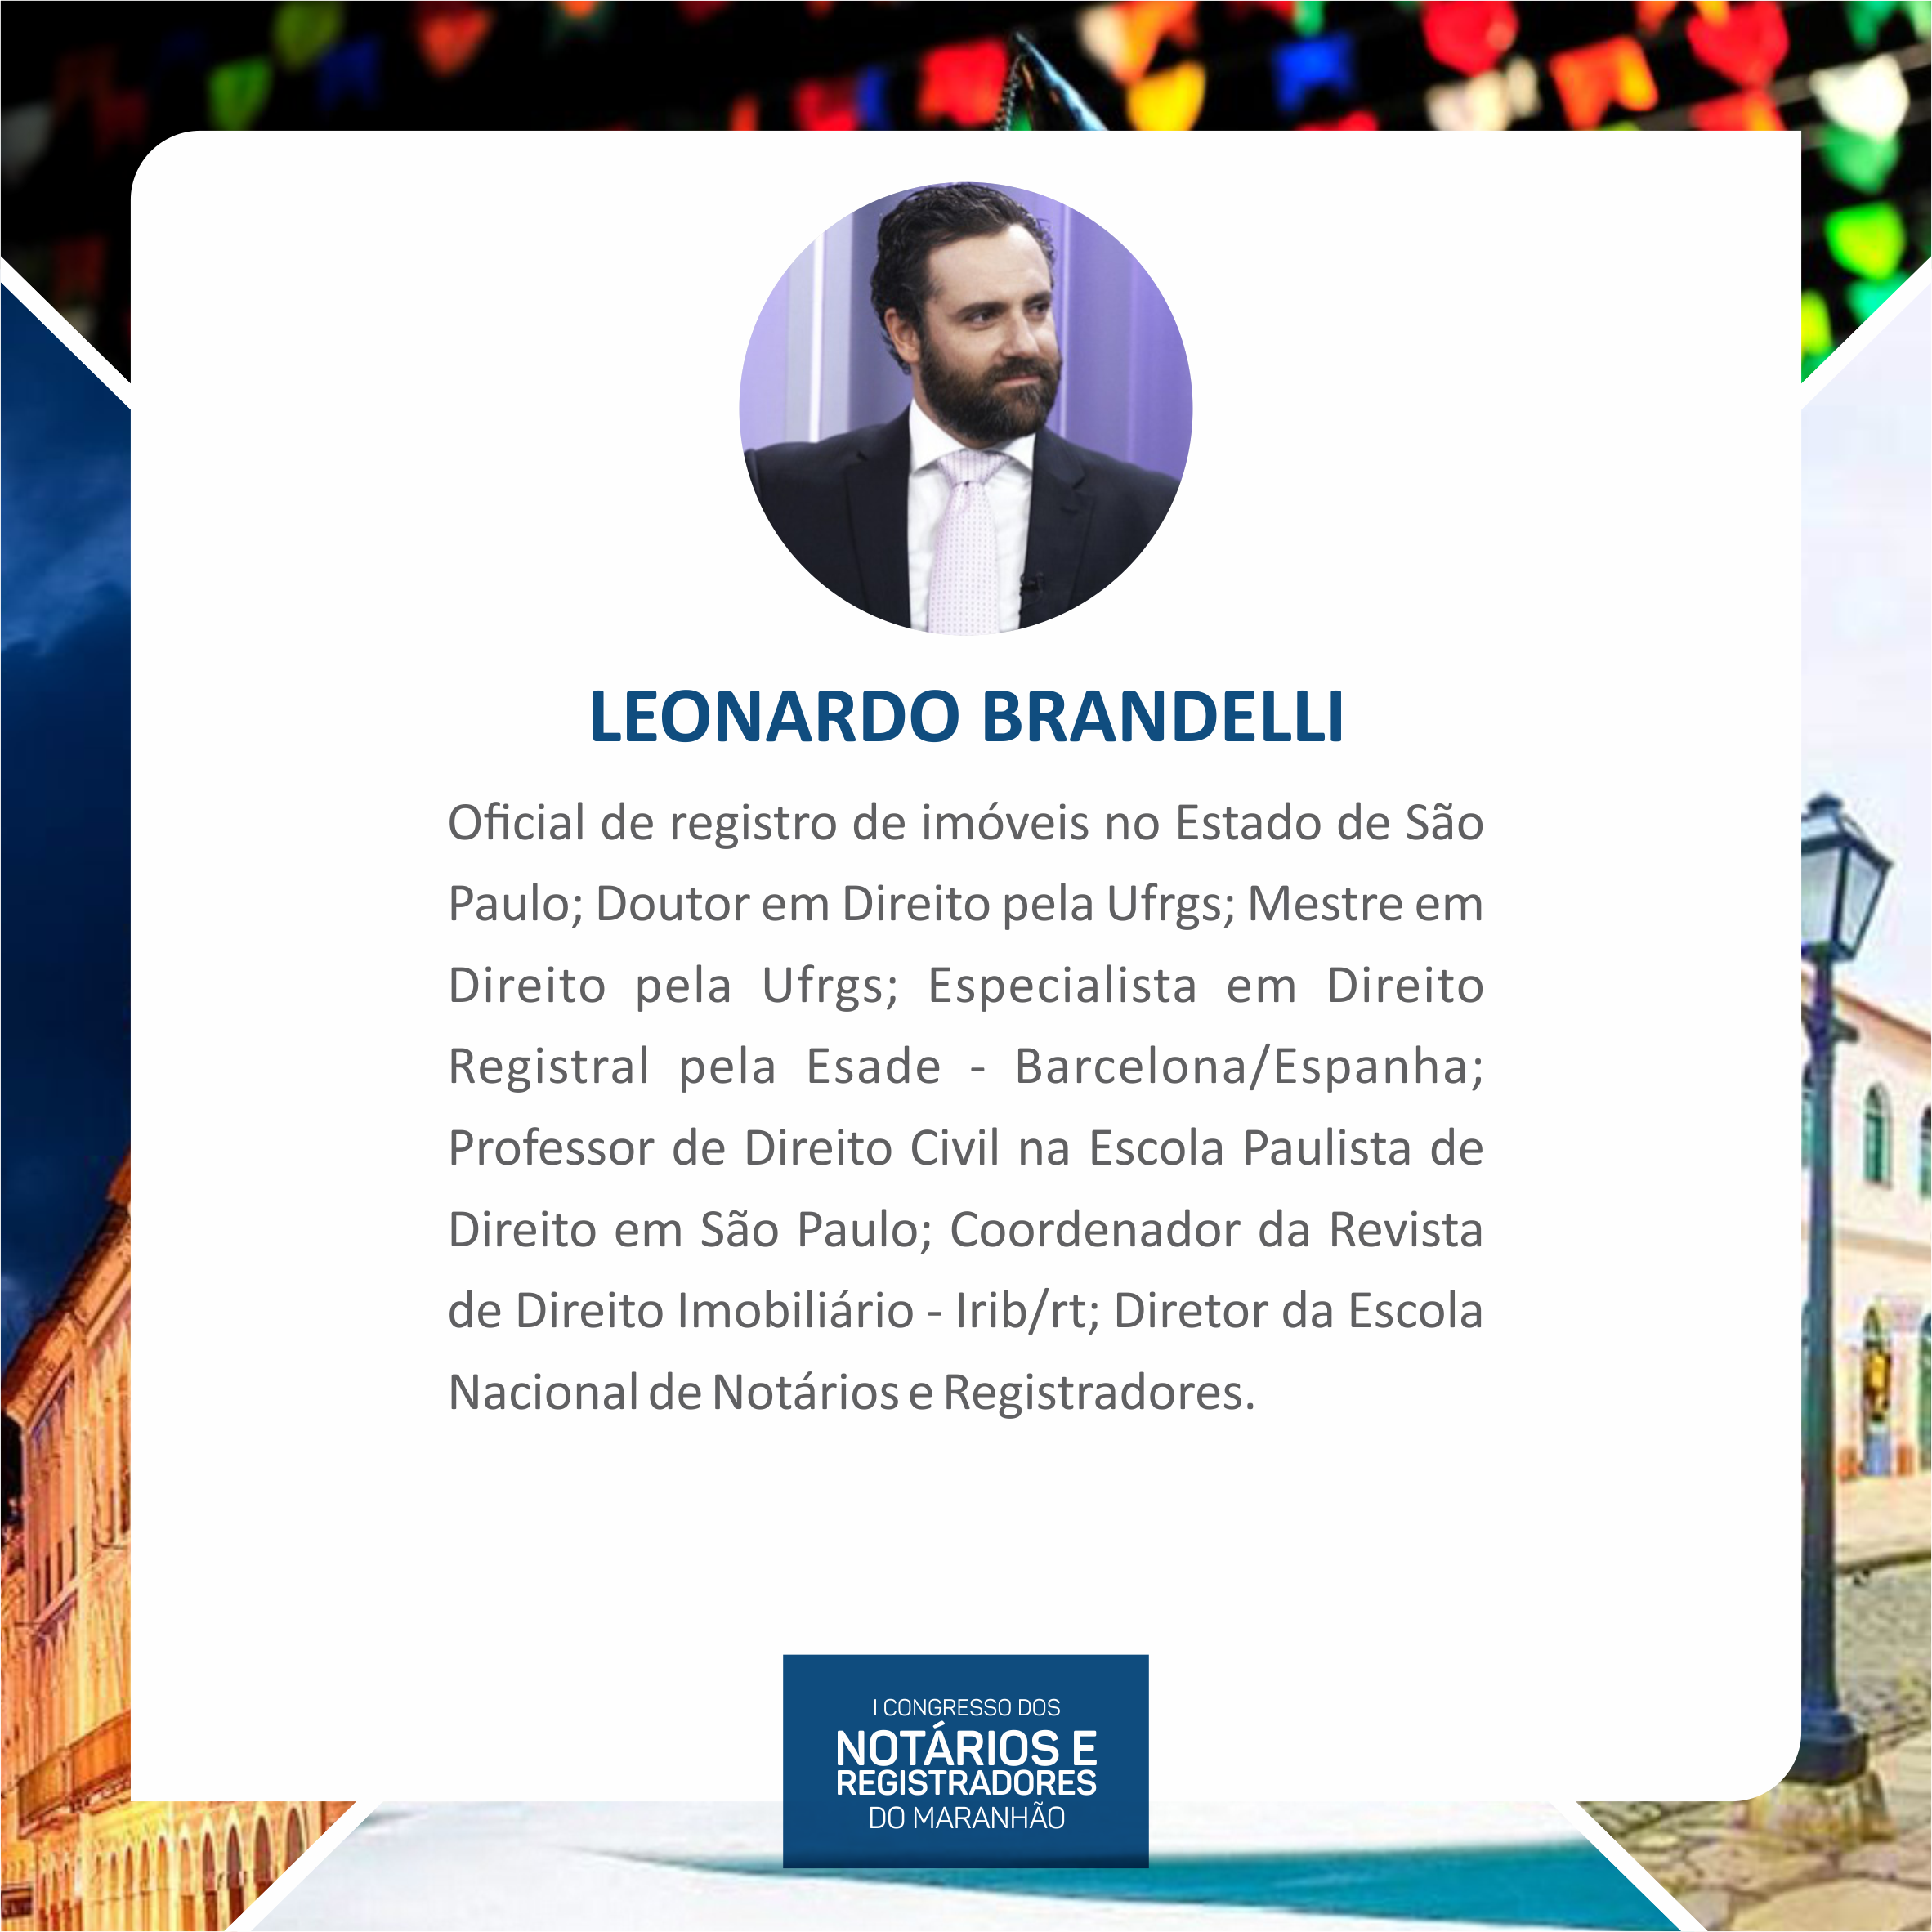 LEONARDO BRANDELLI
Oficial de registro de imóveis no Estado de São
Paulo; Doutor em Direito pela Ufrgs; Mestre em
Direito pela Ufrgs; Especialista em Direito
Registral pela Esade - Barcelona/Espanha;
Professor de Direito Civil na Escola Paulista de
Direito em São Paulo; Coordenador da Revista
de Direito Imobiliário - Irib/rt; Diretor da Escola
Nacional de Notários e Registradores.
I CONGRESSO DOS
NOTÁRIOS E
REGISTRADORES
DO MARANHÃO